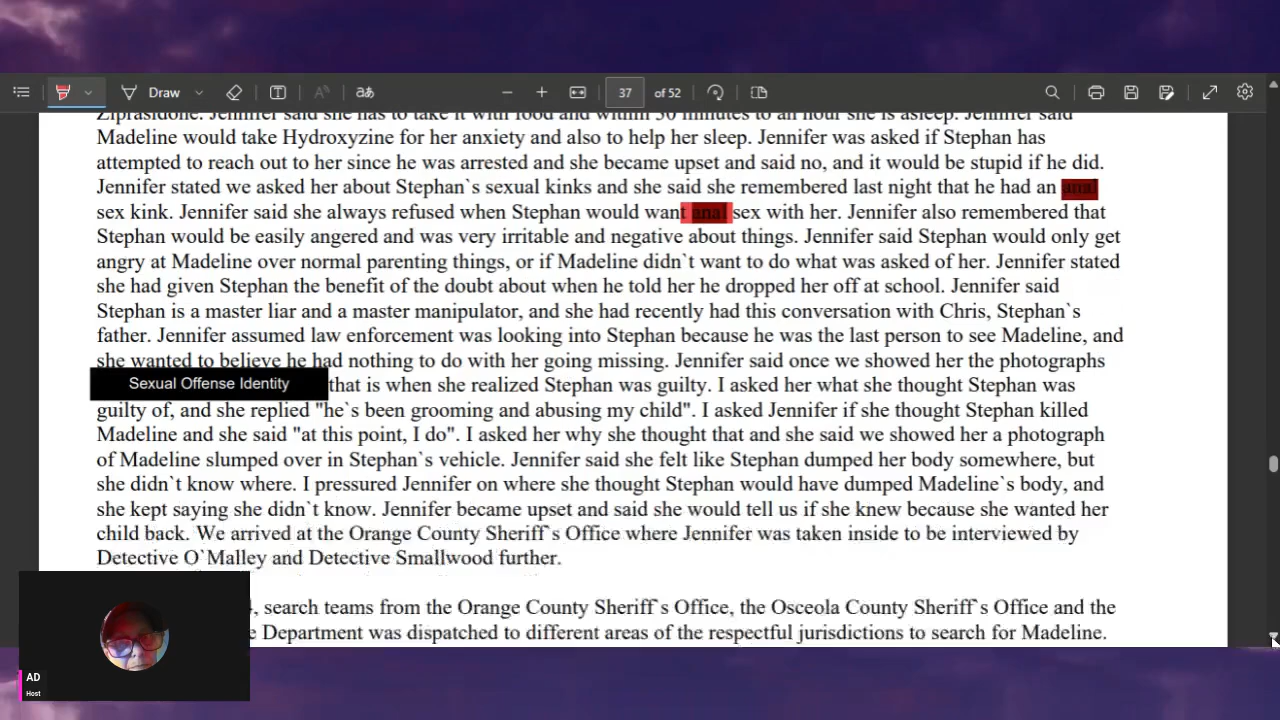 Draw
37 of 52
Ziprasidone. Jennifer said she has to take it with food and within 30 minutes to an hour she is asleep. Jennifer said
Madeline would take Hydroxyzine for her anxiety and also to help her sleep. Jennifer was asked if Stephan has
attempted to reach out to her since he was arrested and she became upset and said no, and it would be stupid if he did.
Jennifer stated we asked her about Stephan`s sexual kinks and she said she remembered last night that he had an anal
sex kink. Jennifer said she always refused when Stephan would want anal sex with her. Jennifer also remembered that
Stephan would be easily angered and was very irritable and negative about things. Jennifer said Stephan would only get
angry at Madeline over normal parenting things, or if Madeline didn`t want to do what was asked of her. Jennifer stated
she had given Stephan the benefit of the doubt about when he told her he dropped her off at school. Jennifer said
Stephan is a master liar and a master manipulator, and she had recently had this conversation with Chris, Stephan`s
father. Jennifer assumed law enforcement was looking into Stephan because he was the last person to see Madeline, and
she wanted to believe he had nothing to do with her going missing. Jennifer said once we showed her the photographs
Sexual Offense Identity that is when she realized Stephan was guilty. I asked her what she thought Stephan was
guilty of, and she replied "he`s been grooming and abusing my child". I asked Jennifer if she thought Stephan killed
Madeline and she said "at this point, I do". I asked her why she thought that and she said we showed her a photograph
of Madeline slumped over in Stephan`s vehicle. Jennifer said she felt like Stephan dumped her body somewhere, but
she didn`t know where. I pressured Jennifer on where she thought Stephan would have dumped Madeline`s body, and
she kept saying she didn`t know. Jennifer became upset and said she would tell us if she knew because she wanted her
child back. We arrived at the Orange County Sheriff`s Office where Jennifer was taken inside to be interviewed by
Detective O`Malley and Detective Smallwood further.
4, search teams from the Orange County Sheriff`s Office, the Osceola County Sheriff`s Office and the
e Department was dispatched to different areas of the respectful jurisdictions to search for Madeline.
AD
Host